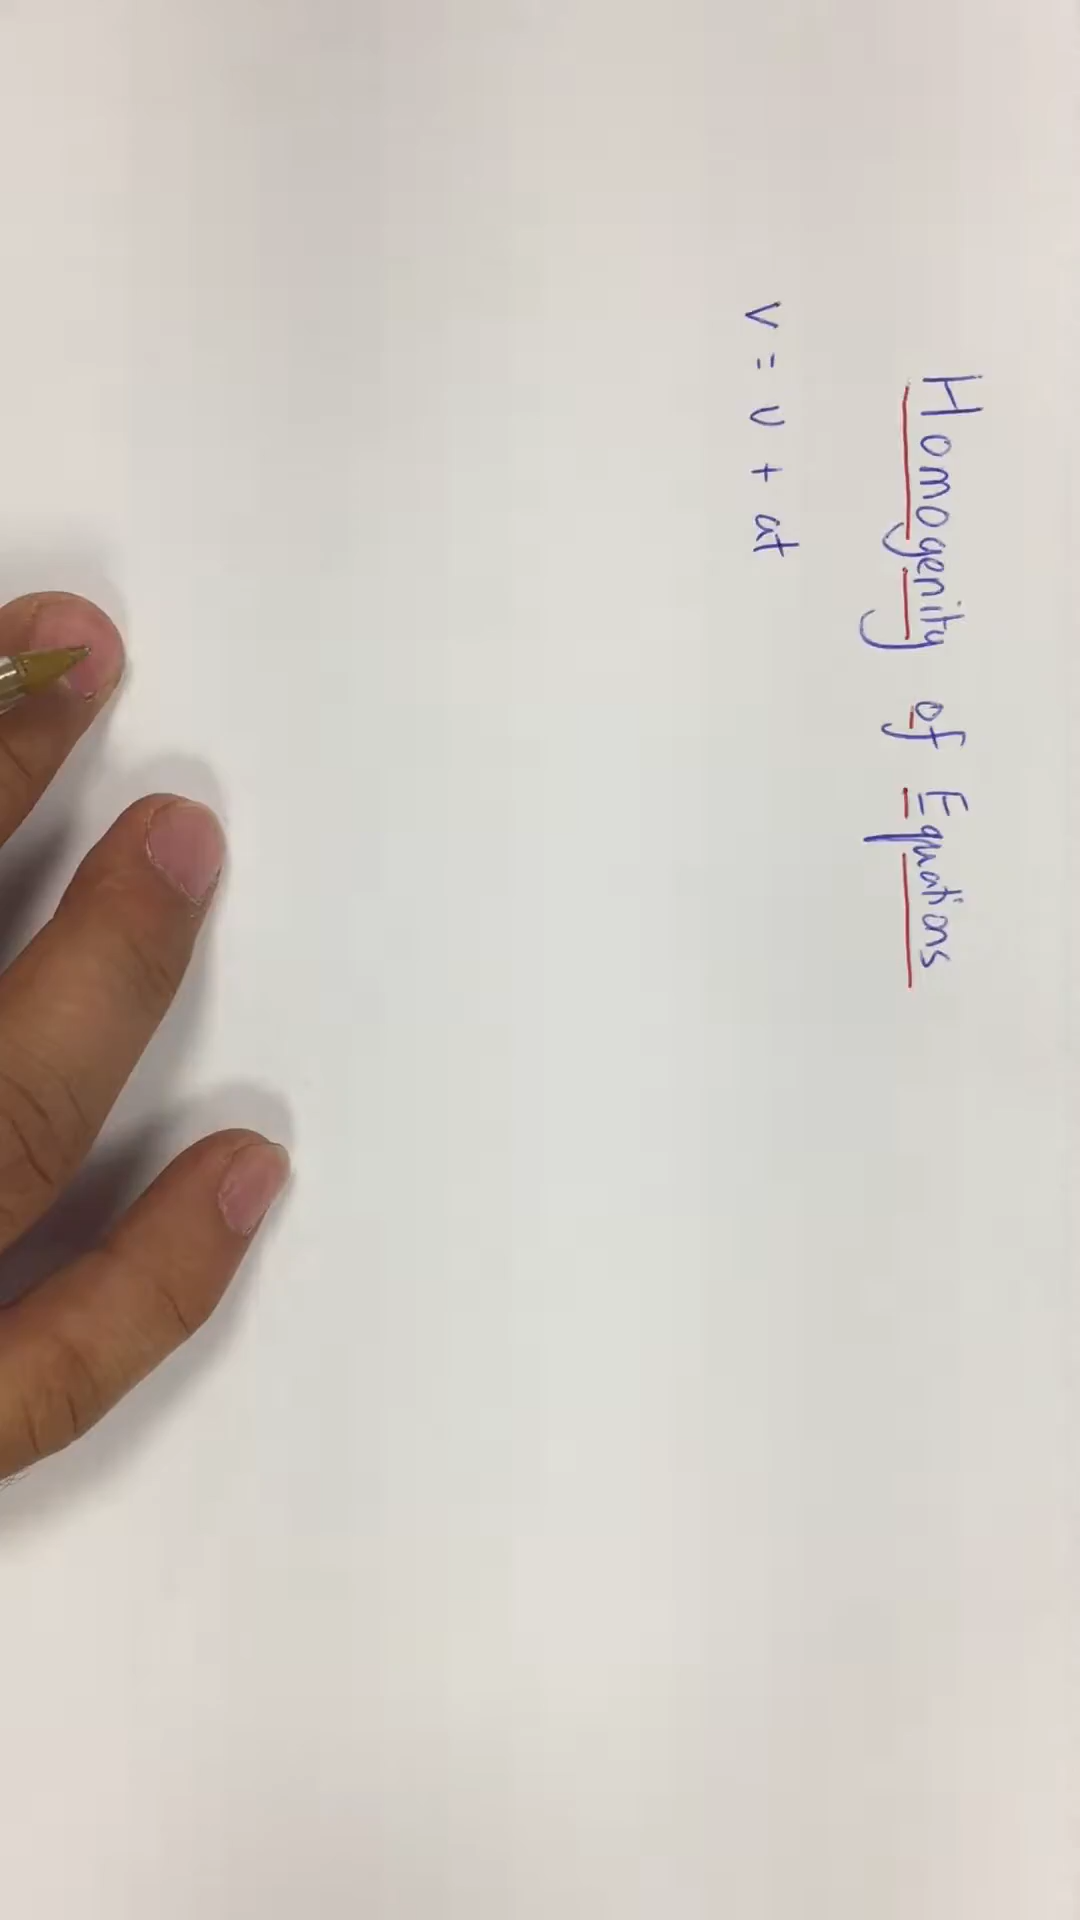 Homogenity of Equations
v = u + at